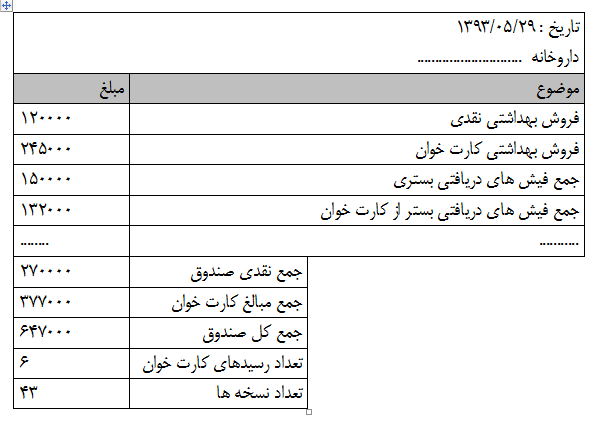 تاریخ : ۱۳۹۳/۰۵/۲۹
داروخانه ..............................
موضوع مبلغ
فروش بهداشتی نقدی ۱۲۰۰۰۰
فروش بهداشتی کارت خوان ۲۴۵۰۰۰
جمع فیش های دریافتی بستری ۱۵۰۰۰۰
جمع فیش های دریافتی بستر از کارت خوان ۱۳۲۰۰۰
........... ........
جمع نقدی صندوق ۲۷۰۰۰۰
جمع مبالغ کارت خوان ۳۷۷۰۰۰
جمع کل صندوق ۶۴۷۰۰۰
تعداد رسیدهای کارت خوان ۶
تعداد نسخه ها ۴۳